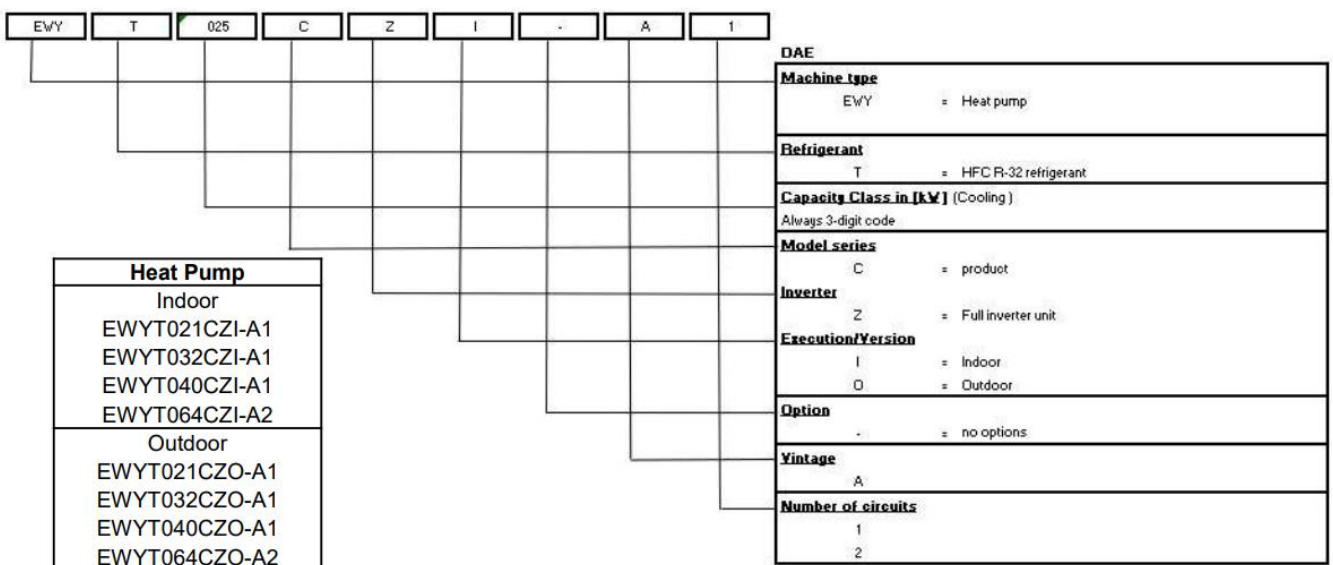 EWY T 025 C Z I - A 1
DAE
Machine type
EWY = Heat pump
Refrigerant
T = HFC R-32 refrigerant
Capacity Class in [kW] (Cooling )
Always 3-digit code
Model series
C = product
Inverter
Z = Full inverter unit
Execution/Version
I = Indoor
O = Outdoor
Option
- = no options
Vintage
A
Number of circuits
1
2
Heat Pump
Indoor
EWYT021CZI-A1
EWYT032CZI-A1
EWYT040CZI-A1
EWYT064CZI-A2
Outdoor
EWYT021CZO-A1
EWYT032CZO-A1
EWYT040CZO-A1
EWYT064CZO-A2